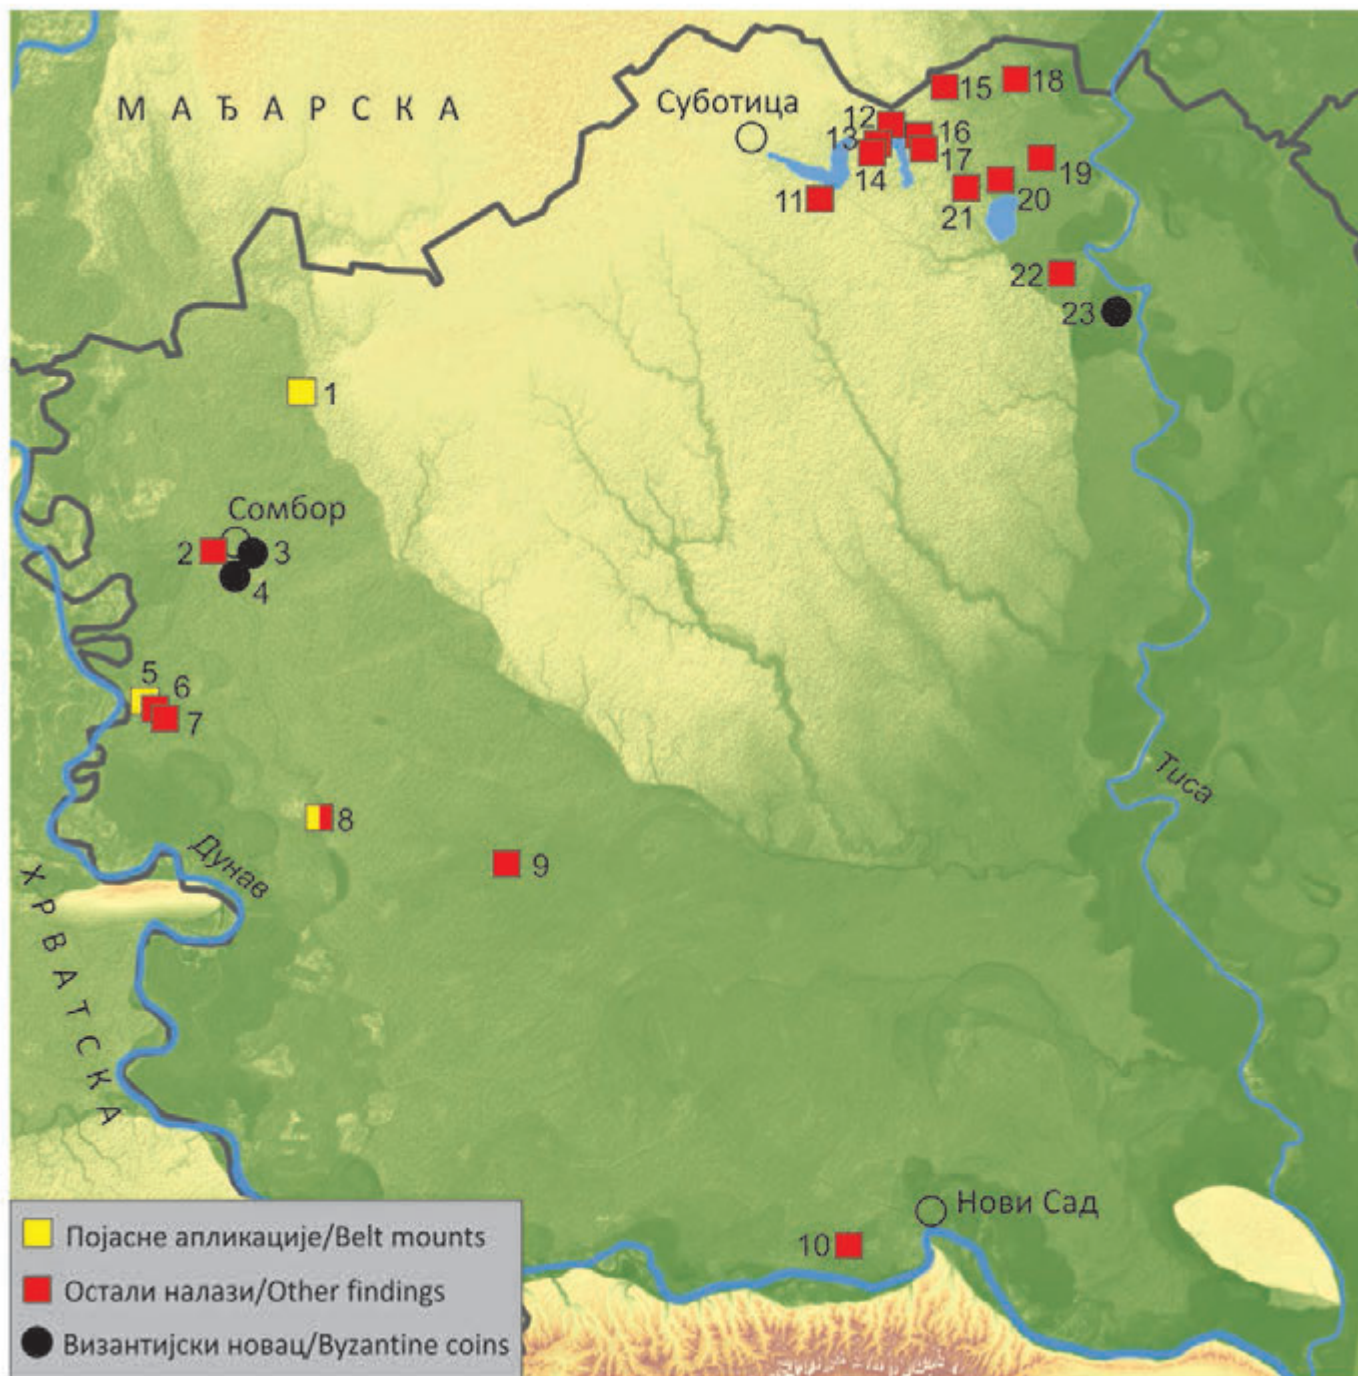 М А Ђ А Р С К А
Суботица
15
18
12
13
16
17
14
19
11
21
20
22
23
1
Сомбор
2
3
4
5
6
7
Тиса
8
Дунав
9
Х Р В А Т С К А
Нови Сад
10
Појасне апликације/Belt mounts
Остали налази/Other findings
Византијски новац/Byzantine coins